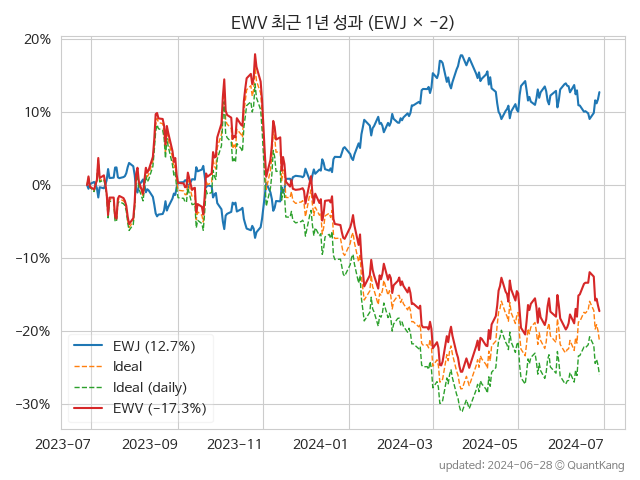 EWV 최근 1년 성과 (EWJ × −2)
20%
10%
0%
−10%
−20%
−30%
EWJ (12.7%)
Ideal
Ideal (daily)
EWV (−17.3%)
2023-07
2023-09
2023-11
2024-01
2024-03
2024-05
2024-07
updated: 2024-06-28 © QuantKang